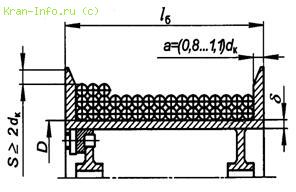 Kran-Info.ru (c)
lб
a=(0,8...1,1)dк
S ≥ 2dк
D
δ